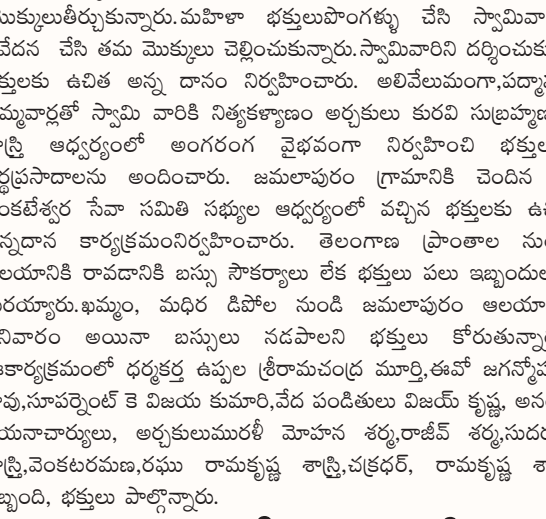 మొక్కులుతీర్చుకున్నారు.మహిళా భక్తులుపొంగళ్ళు చేసి స్వామివా
వేదన చేసి తమ మొక్కులు చెల్లించుకున్నారు.స్వామివారిని దర్శించుకు
క్తులకు ఉచిత అన్న దానం నిర్వహించారు. అలివేలుమంగా,పద్మా
మ్మవార్లతో స్వామి వారికి నిత్యకళ్యాణం అర్చకులు కురవి సుబ్రహ్మణ
ాస్త్రి ఆధ్వర్యంలో అంగరంగ వైభవంగా నిర్వహించి భక్తుల
ర్థప్రసాదాలను అందించారు. జమలాపురం గ్రామానికి చెందిన
ంకటేశ్వర సేవా సమితి సభ్యుల ఆధ్వర్యంలో వచ్చిన భక్తులకు ఉచ
న్నదాన కార్యక్రమంనిర్వహించారు. తెలంగాణ ప్రాంతాల నుం
లయానికి రావడానికి బస్సు సౌకర్యాలు లేక భక్తులు పలు ఇబ్బందుల
ురయ్యారు.ఖమ్మం, మధిర డిపోల నుండి జమలాపురం ఆలయా
నివారం అయినా బస్సులు నడపాలని భక్తులు కోరుతున్నా
ఈకార్యక్రమంలో ధర్మకర్త ఉప్పల శ్రీరామచంద్ర మూర్తి,ఈవో జగన్మోహ
ావు,సూపర్నెంట్ కె విజయ కుమారి,వేద పండితులు విజయ్ కృష్ణ, అన
యనాచార్యులు, అర్చకులుమురళీ మోహన శర్మ,రాజీవ్ శర్మ,సుదర
ాస్త్రి,వెంకటరమణ,రఘు రామకృష్ణ శాస్త్రి,చక్రధర్, రామకృష్ణ శా
బ్బంది, భక్తులు పాల్గొన్నారు.